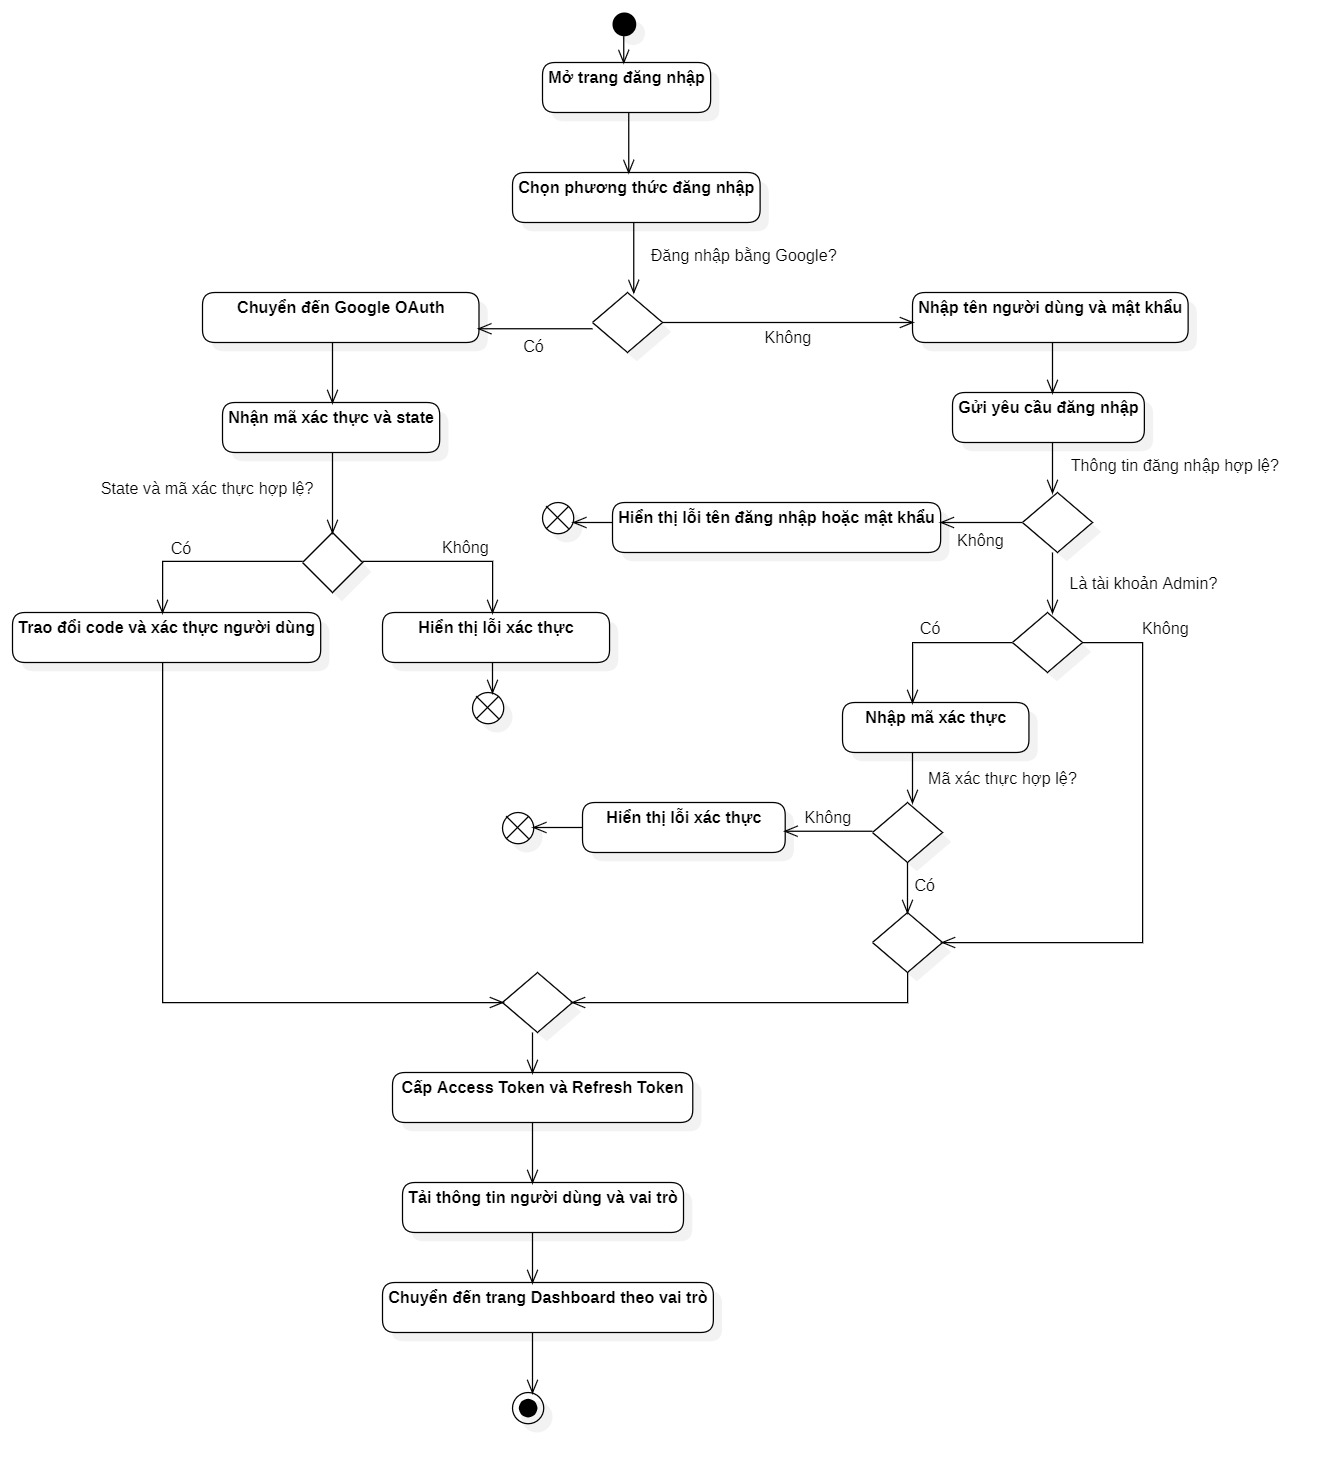 Mở trang đăng nhập
Chọn phương thức đăng nhập
Đăng nhập bằng Google?
Chuyển đến Google OAuth
Nhập tên người dùng và mật khẩu
Không
Có
Nhận mã xác thực và state
Gửi yêu cầu đăng nhập
Thông tin đăng nhập hợp lệ?
State và mã xác thực hợp lệ?
Hiển thị lỗi tên đăng nhập hoặc mật khẩu
Không
Có
Không
Là tài khoản Admin?
Trao đổi code và xác thực người dùng
Hiển thị lỗi xác thực
Có
Không
Nhập mã xác thực
Mã xác thực hợp lệ?
Hiển thị lỗi xác thực
Không
Có
Cấp Access Token và Refresh Token
Tải thông tin người dùng và vai trò
Chuyển đến trang Dashboard theo vai trò